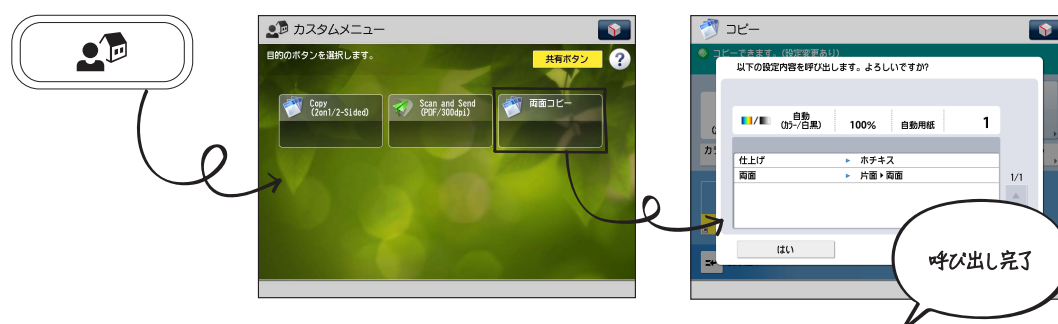 カスタムメニュー
目的のボタンを選択します。
共有ボタン
?
Copy
(2on1/2-Sided)
Scan and Send
(PDF/300dpi)
両面コピー
コピー
コピーできます。(設定変更あり)
以下の設定内容を呼び出します。よろしいですか?
自動
(カラー/白黒)
100%
自動用紙
1
仕上げ ▶ ホチキス
両面 ▶ 片面▶両面
1/1
はい
呼び出し完了